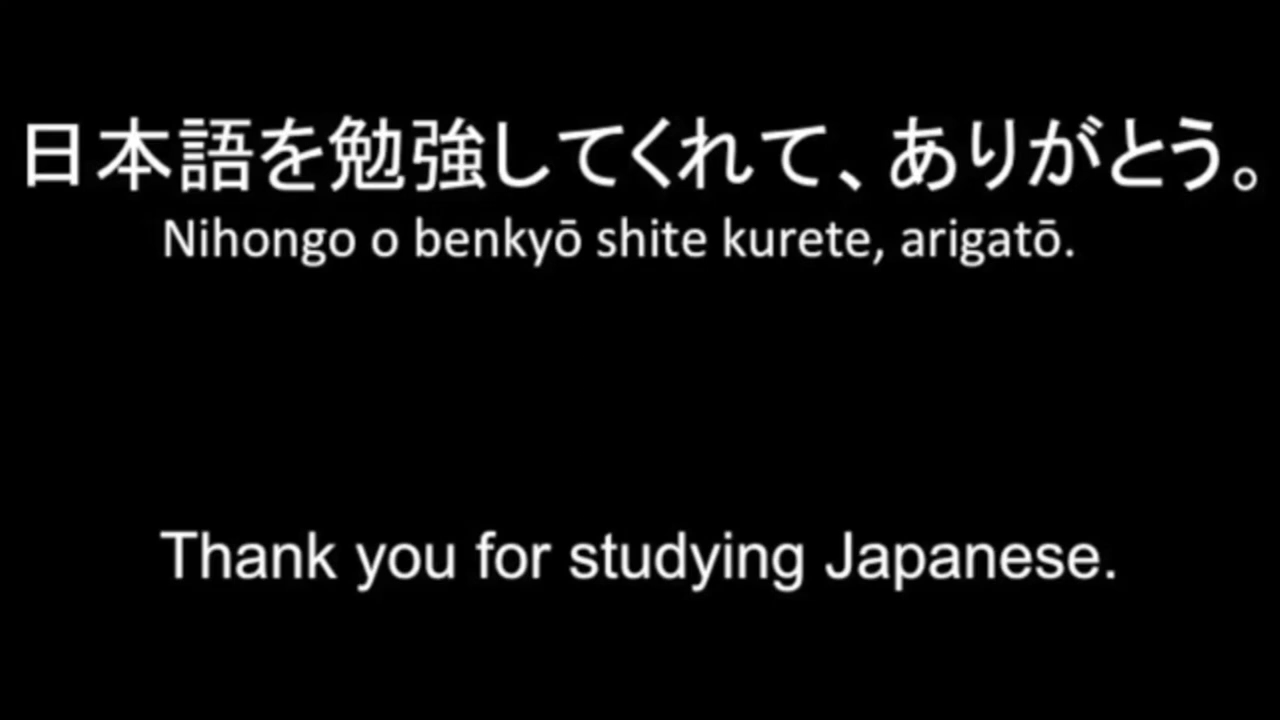 日本語を勉強してくれて、ありがとう。
Nihongo o benkyō shite kurete, arigatō.
Thank you for studying Japanese.